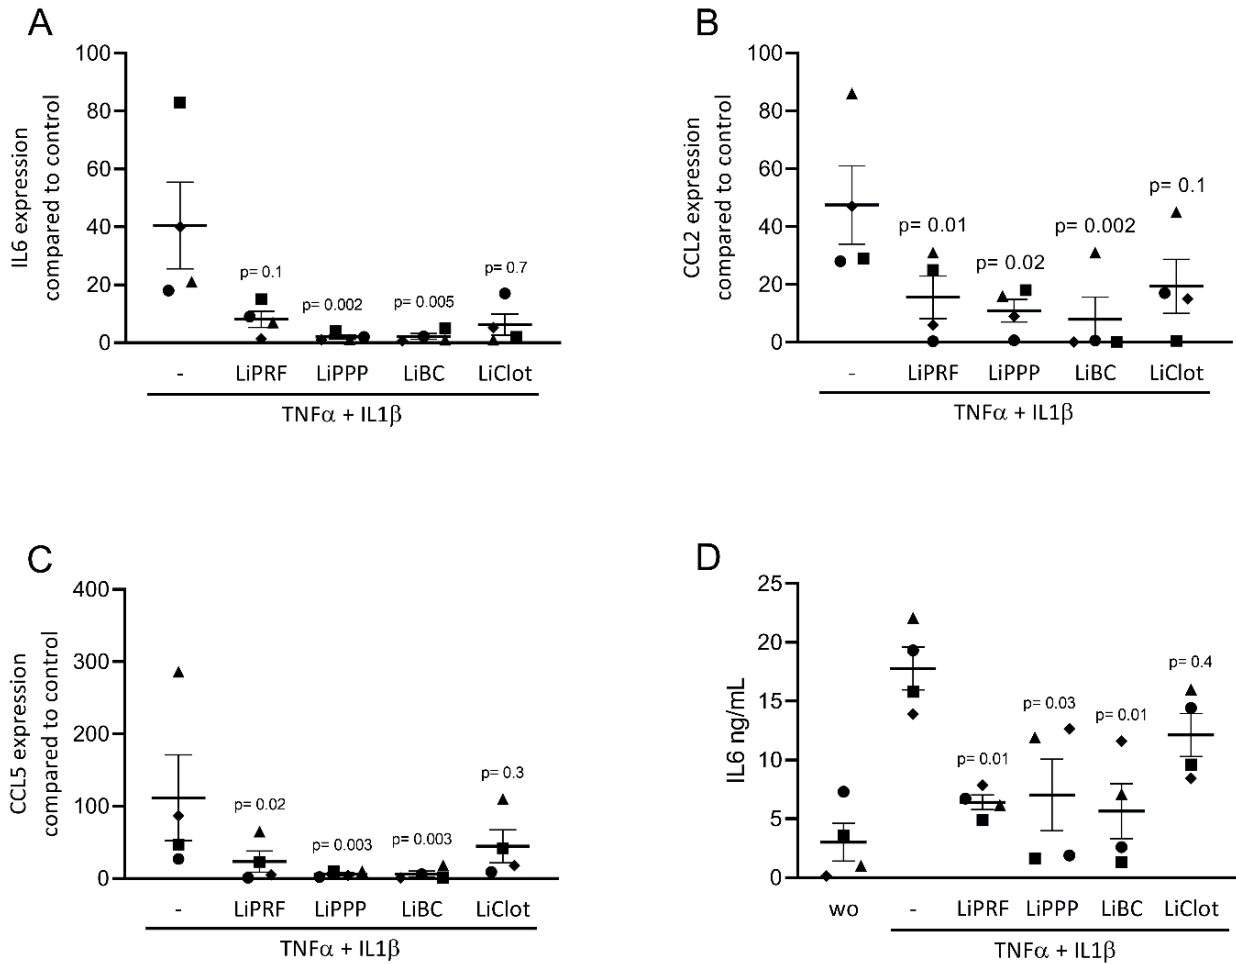 A
IL6 expression
compared to control
100
80
60
40
20
0
p= 0.1
p= 0.002
p= 0.005
p= 0.7
- LiPRF LiPPP LiBC LiClot
TNFα + IL1β
B
CCL2 expression
compared to control
100
80
60
40
20
0
p= 0.01
p= 0.02
p= 0.002
p= 0.1
- LiPRF LiPPP LiBC LiClot
TNFα + IL1β
C
CCL5 expression
compared to control
400
300
200
100
0
p= 0.02
p= 0.003
p= 0.003
p= 0.3
- LiPRF LiPPP LiBC LiClot
TNFα + IL1β
D
IL6 ng/mL
25
20
15
10
5
0
p= 0.01
p= 0.03
p= 0.01
p= 0.4
wo - LiPRF LiPPP LiBC LiClot
TNFα + IL1β